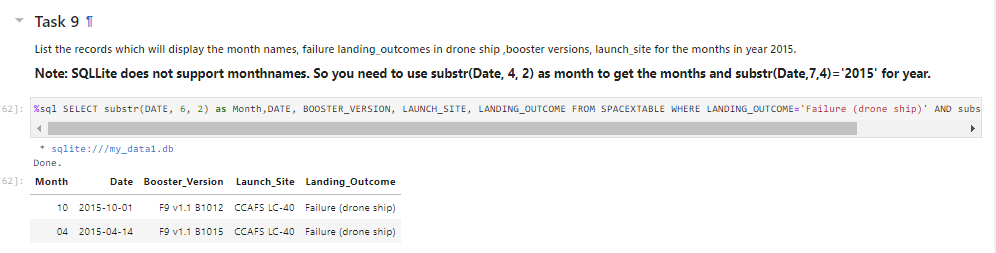 Task 9 ¶
List the records which will display the month names, failure landing_outcomes in drone ship ,booster versions, launch_site for the months in year 2015.
Note: SQLLite does not support monthnames. So you need to use substr(Date, 4, 2) as month to get the months and substr(Date,7,4)='2015' for year.
62]: %sql SELECT substr(DATE, 6, 2) as Month,DATE, BOOSTER_VERSION, LAUNCH_SITE, LANDING_OUTCOME FROM SPACEXTABLE WHERE LANDING_OUTCOME='Failure (drone ship)' AND subs
* sqlite:///my_data1.db
Done.
62]: Month Date Booster_Version Launch_Site Landing_Outcome
10 2015-10-01 F9 v1.1 B1012 CCAFS LC-40 Failure (drone ship)
04 2015-04-14 F9 v1.1 B1015 CCAFS LC-40 Failure (drone ship)